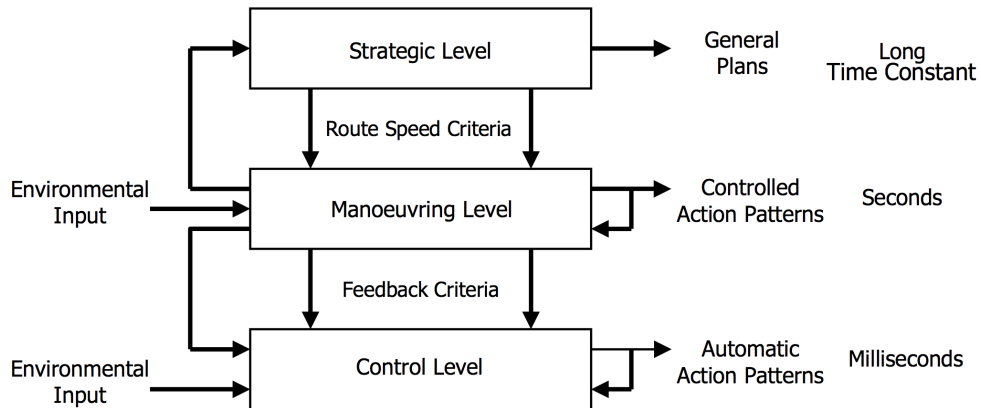 Strategic Level
General
Plans
Long
Time Constant
Route Speed Criteria
Environmental
Input
Manoeuvring Level
Controlled
Action Patterns
Seconds
Feedback Criteria
Environmental
Input
Control Level
Automatic
Action Patterns
Milliseconds